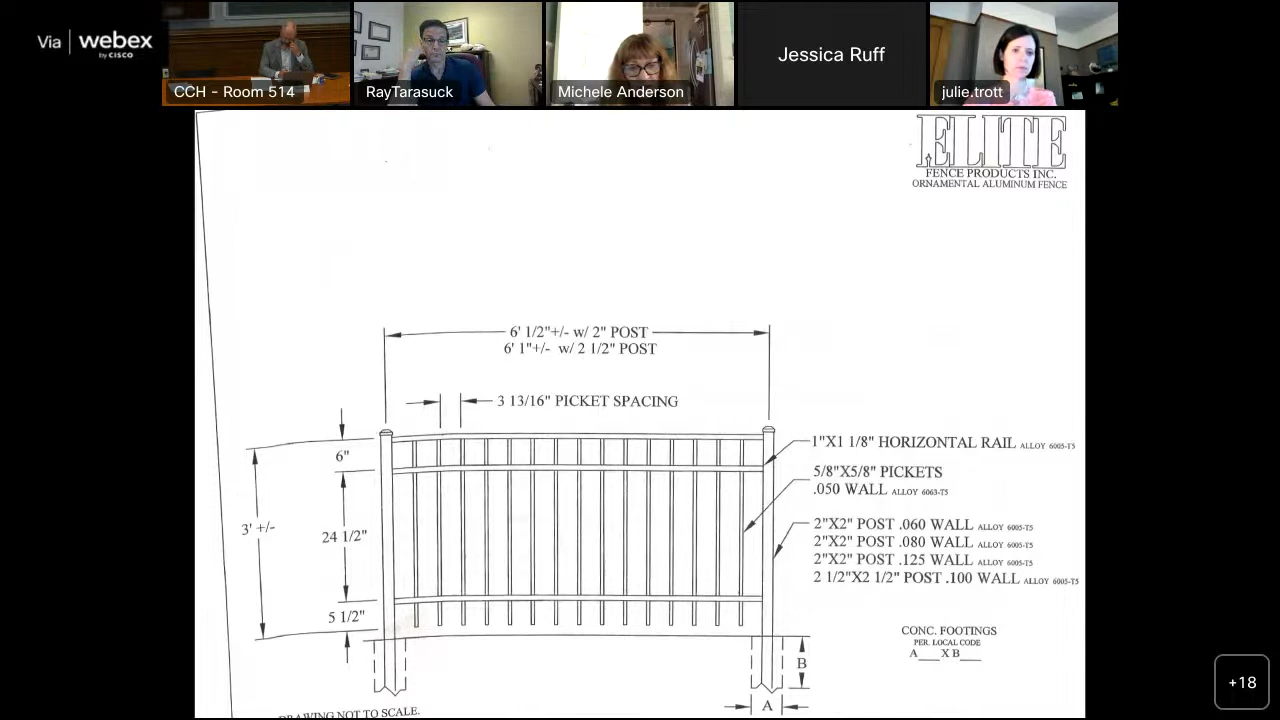 Via webex
by CISCO
CCH - Room 514
RayTarasuck
Michele Anderson
Jessica Ruff
julie.trott
ELITE
FENCE PRODUCTS INC.
ORNAMENTAL ALUMINUM FENCE
6' 1/2"+/- w/ 2" POST
6' 1"+/- w/ 2 1/2" POST
3 13/16" PICKET SPACING
6"
3' +/-
24 1/2"
5 1/2"
1"X1 1/8" HORIZONTAL RAIL ALLOY 6005-T5
5/8"X5/8" PICKETS
.050 WALL ALLOY 6063-T5
2"X2" POST .060 WALL ALLOY 6005-T5
2"X2" POST .080 WALL ALLOY 6005-T5
2"X2" POST .125 WALL ALLOY 6005-T5
2 1/2"X2 1/2" POST .100 WALL ALLOY 6005-T5
CONC. FOOTINGS
PER. LOCAL CODE
A___ X B___
B
A
DRAWING NOT TO SCALE.
+18